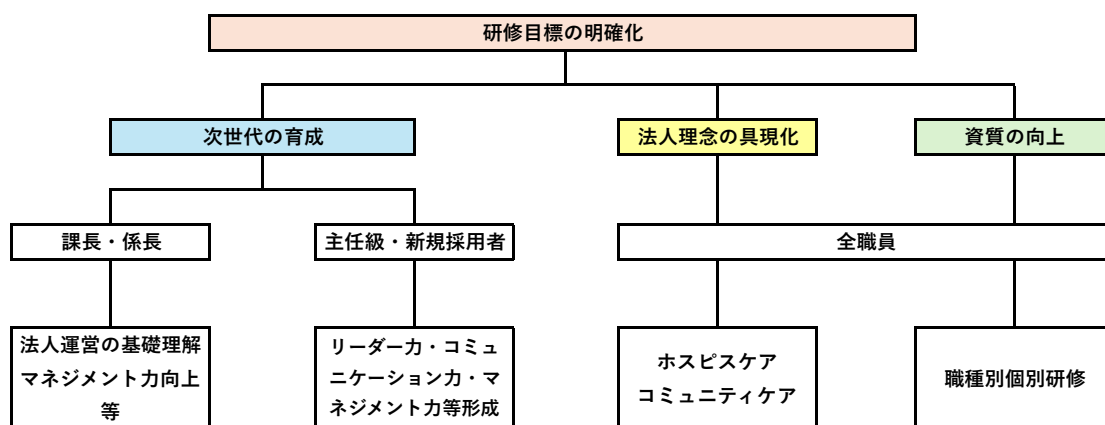 研修目標の明確化
次世代の育成
法人理念の具現化
資質の向上
課長・係長
主任級・新規採用者
全職員
法人運営の基礎理解
マネジメント力向上
等
リーダー力・コミュ
ニケーション力・マ
ネジメント力等形成
ホスピスケア
コミュニティケア
職種別個別研修